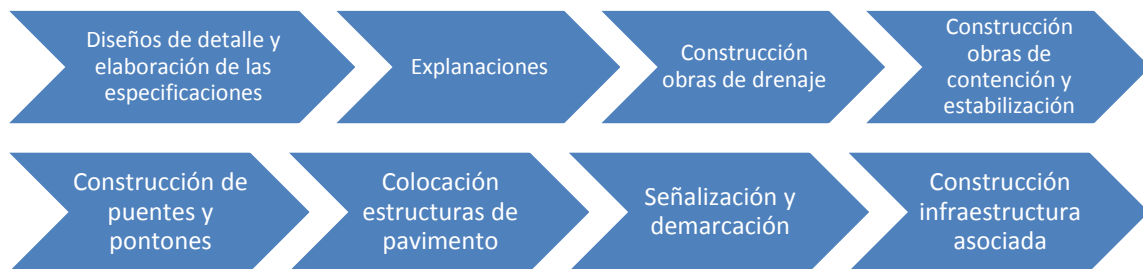 Diseños de detalle y
elaboración de las
especificaciones
Explanaciones
Construcción
obras de drenaje
Construcción
obras de
contención y
estabilización
Construcción de
puentes y
pontones
Colocación
estructuras de
pavimento
Señalización y
demarcación
Construcción
infraestructura
asociada